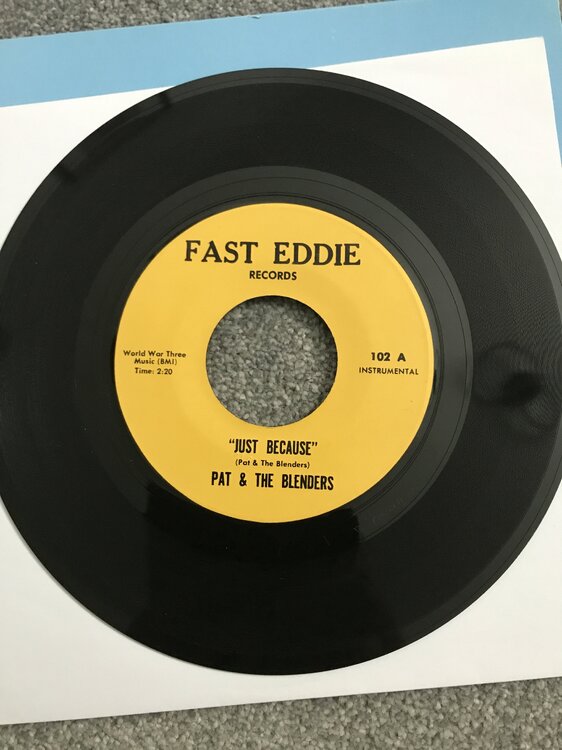 FAST EDDIE
RECORDS
World War Three
Music (BMI)
Time: 2:20
102 A
INSTRUMENTAL
"JUST BECAUSE"
(Pat & The Blenders)
PAT & THE BLENDERS